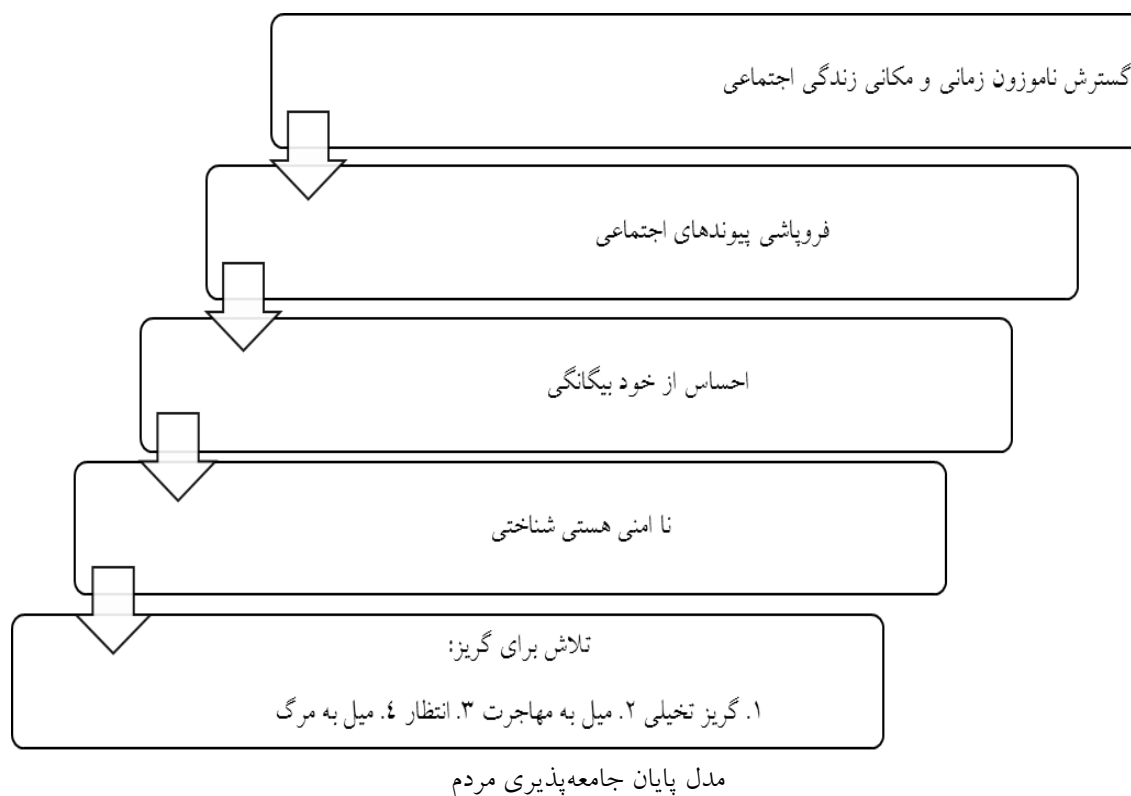 گسترش ناموزون زمانی و مکانی زندگی اجتماعی
فروپاشی پیوندهای اجتماعی
احساس از خود بیگانگی
نا امنی هستی شناختی
تلاش برای گریز:
۱. گریز تخیلی ۲. میل به مهاجرت ۳. انتظار ۴. میل به مرگ
مدل پایان جامعه‌پذیری مردم